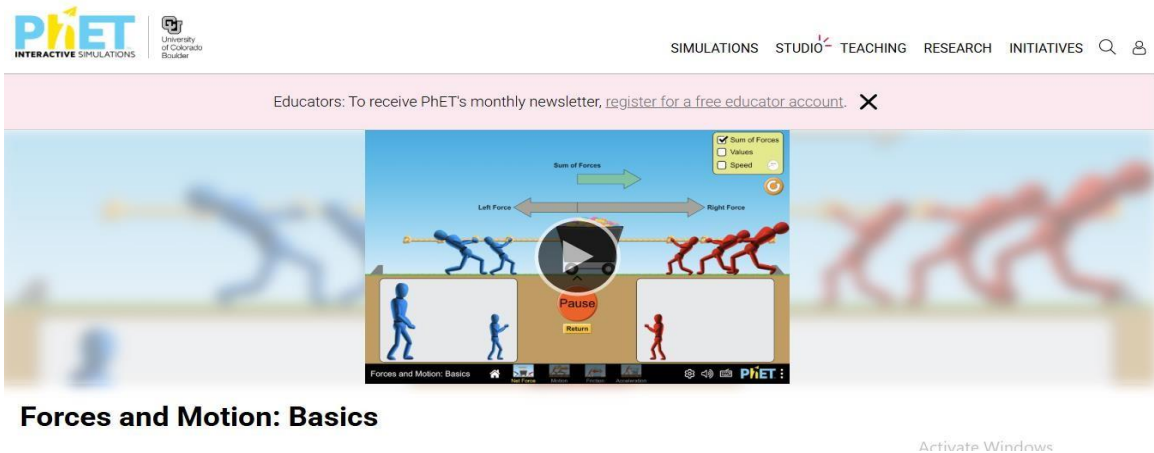 PhET
INTERACTIVE SIMULATIONS
CU
University
of Colorado
Boulder
SIMULATIONS STUDIO TEACHING RESEARCH INITIATIVES
Educators: To receive PhET's monthly newsletter, register for a free educator account.
Sum of Forces
Values
Speed
Sum of Forces
Left Force
Right Force
Pause
Return
Forces and Motion: Basics
Net Force Motion Friction Acceleration
PhET
Forces and Motion: Basics
Activate Windows